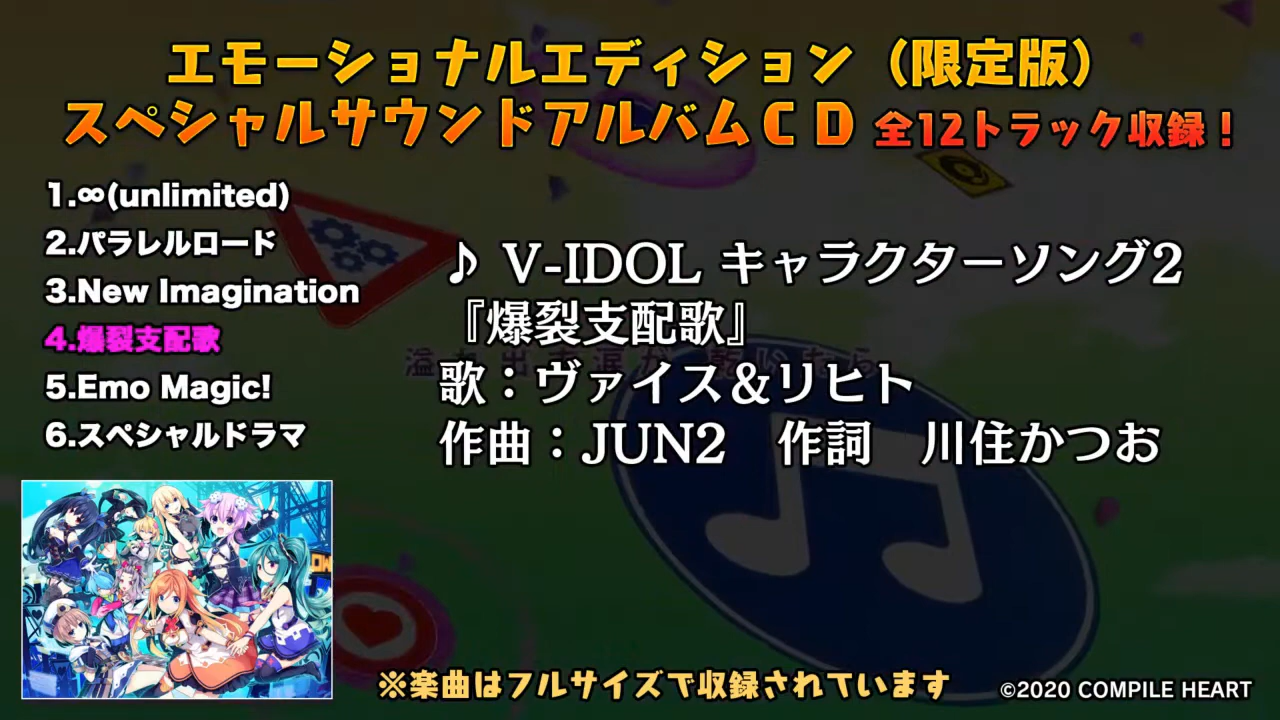 エモーショナルエディション（限定版）
スペシャルサウンドアルバムＣＤ 全12トラック収録！
1.∞(unlimited)
2.パラレルロード
3.New Imagination
4.爆裂支配歌
5.Emo Magic!
6.スペシャルドラマ
♪ V-IDOL キャラクターソング2
『爆裂支配歌』
歌：ヴァイス＆リヒト
作曲：JUN2　作詞　川住かつお
※楽曲はフルサイズで収録されています
©2020 COMPILE HEART